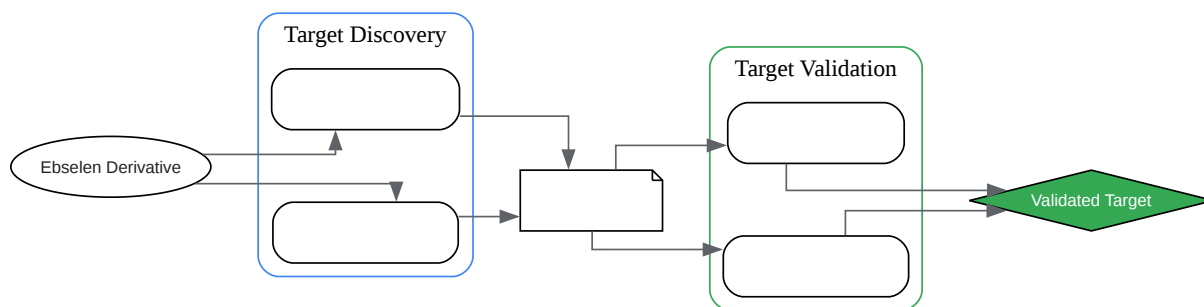 Target Discovery
Target Validation
Ebselen Derivative
Validated Target